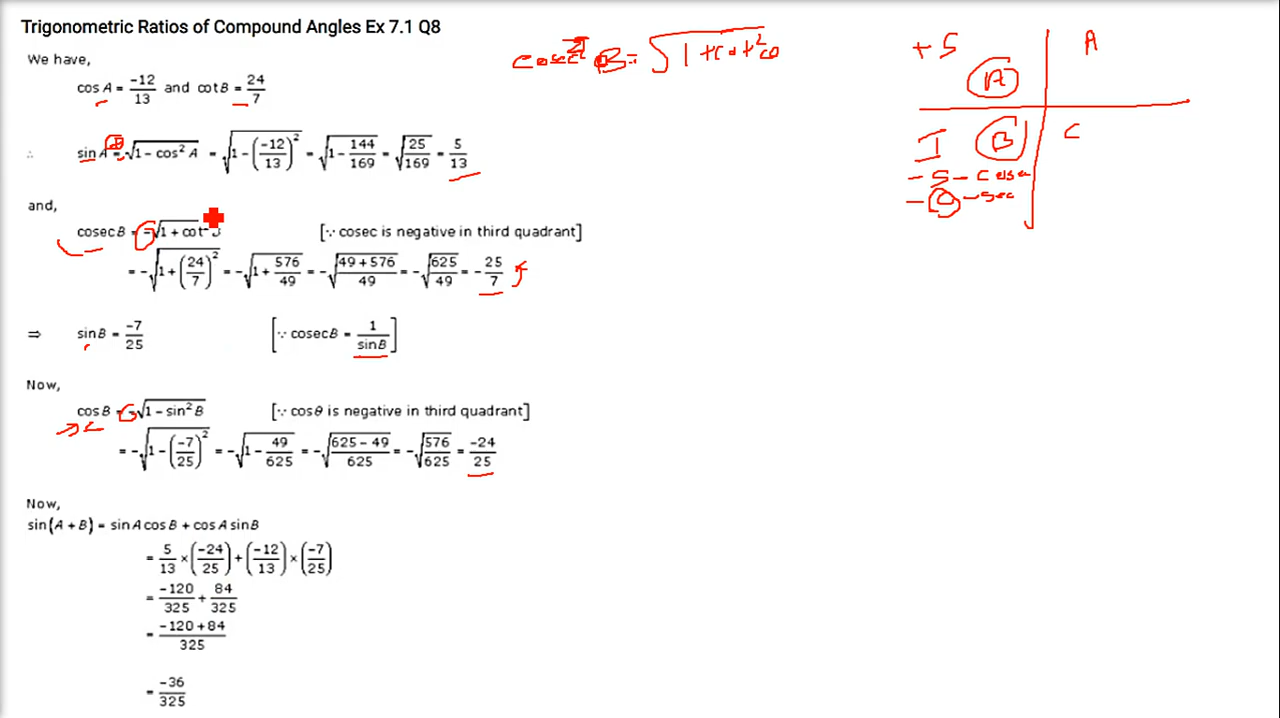 Trigonometric Ratios of Compound Angles Ex 7.1 Q8
We have,
cos A = -12/13 and cot B = 24/7
∴ sin A = √(1 - cos² A) = √(1 - (-12/13)²) = √(1 - 144/169) = √(25/169) = 5/13
and,
cosec B = -√(1 + cot² B) [∵ cosec is negative in third quadrant]
= -√(1 + (24/7)²) = -√(1 + 576/49) = -√((49 + 576)/49) = -√(625/49) = -25/7
⇒ sin B = -7/25 [∵ cosec B = 1/sin B]
Now,
cos B = -√(1 - sin² B) [∵ cos θ is negative in third quadrant]
= -√(1 - (-7/25)²) = -√(1 - 49/625) = -√((625 - 49)/625) = -√(576/625) = -24/25
Now,
sin(A + B) = sin A cos B + cos A sin B
= 5/13 × (-24/25) + (-12/13) × (-7/25)
= -120/325 + 84/325
= (-120 + 84)/325
= -36/325
+S
A
A
B
C
- S - cosec
- C - sec